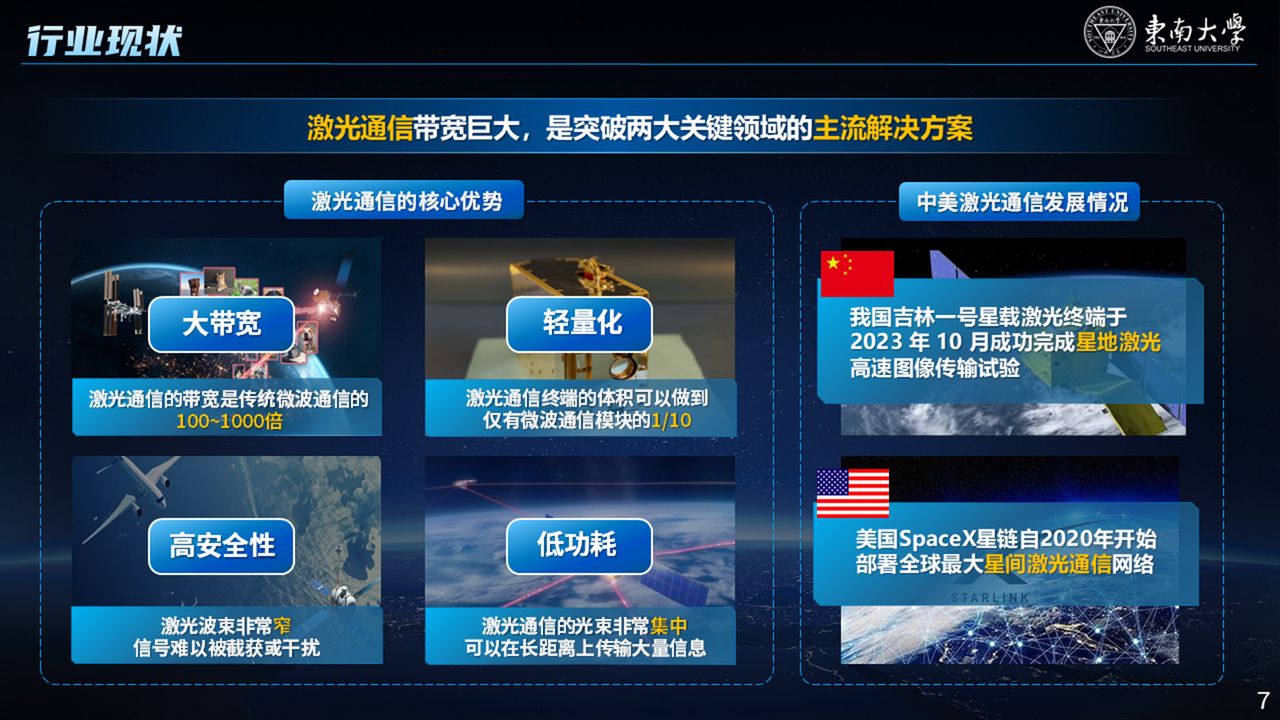 行业现状
東南大學
SOUTHEAST UNIVERSITY
激光通信带宽巨大，是突破两大关键领域的主流解决方案
激光通信的核心优势
大带宽
激光通信的带宽是传统微波通信的
100~1000倍
轻量化
激光通信终端的体积可以做到
仅有微波通信模块的1/10
高安全性
激光波束非常窄
信号难以被截获或干扰
低功耗
激光通信的光束非常集中
可以在长距离上传输大量信息
中美激光通信发展情况
我国吉林一号星载激光终端于
2023 年 10 月成功完成星地激光
高速图像传输试验
美国SpaceX星链自2020年开始
部署全球最大星间激光通信网络
STARLINK
7